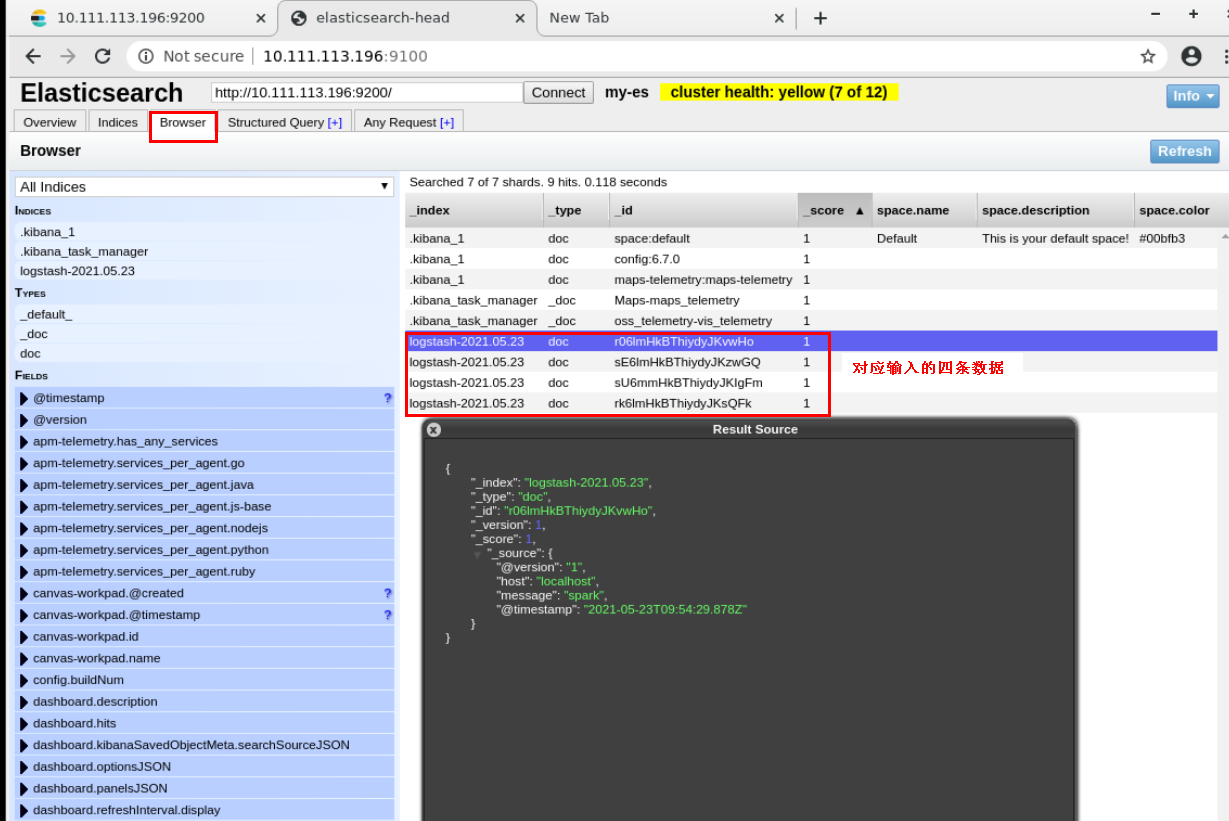 10.111.113.196:9200 × elasticsearch-head × New Tab × +
Not secure 10.111.113.196:9100
Elasticsearch http://10.111.113.196:9200/ Connect my-es cluster health: yellow (7 of 12) Info
Overview Indices Browser Structured Query [+] Any Request [+]
Browser Refresh
All Indices
Indices
.kibana_1
.kibana_task_manager
logstash-2021.05.23
Types
_default_
_doc
doc
Fields
@timestamp ?
@version
apm-telemetry.has_any_services
apm-telemetry.services_per_agent.go
apm-telemetry.services_per_agent.java
apm-telemetry.services_per_agent.js-base
apm-telemetry.services_per_agent.nodejs
apm-telemetry.services_per_agent.python
apm-telemetry.services_per_agent.ruby
canvas-workpad.@created ?
canvas-workpad.@timestamp ?
canvas-workpad.id
canvas-workpad.name
config.buildNum
dashboard.description
dashboard.hits
dashboard.kibanaSavedObjectMeta.searchSourceJSON
dashboard.optionsJSON
dashboard.panelsJSON
dashboard.refreshInterval.display
Searched 7 of 7 shards. 9 hits. 0.118 seconds
_index _type _id _score ▲ space.name space.description space.color
.kibana_1 doc space:default 1 Default This is your default space! #00bfb3
.kibana_1 doc config:6.7.0 1
.kibana_1 doc maps-telemetry:maps-telemetry 1
.kibana_task_manager _doc Maps-maps_telemetry 1
.kibana_task_manager _doc oss_telemetry-vis_telemetry 1
logstash-2021.05.23 doc r06lmHkBThiydyJKvwHo 1
logstash-2021.05.23 doc sE6lmHkBThiydyJKzwGQ 1
logstash-2021.05.23 doc sU6mmHkBThiydyJKIgFm 1
logstash-2021.05.23 doc rk6lmHkBThiydyJKsQFk 1
对应输入的四条数据
Result Source
{
"_index": "logstash-2021.05.23",
"_type": "doc",
"_id": "r06lmHkBThiydyJKvwHo",
"_version": 1,
"_score": 1,
"_source": {
"@version": "1",
"host": "localhost",
"message": "spark",
"@timestamp": "2021-05-23T09:54:29.878Z"
}
}